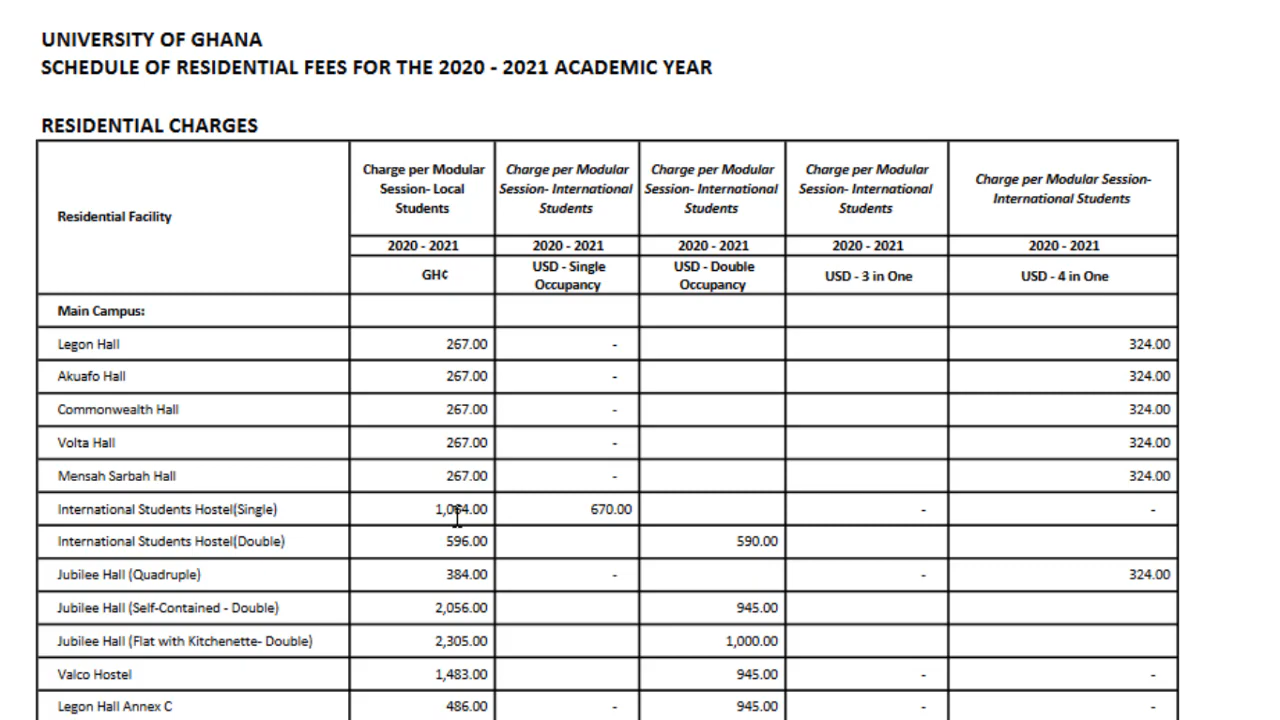 UNIVERSITY OF GHANA
SCHEDULE OF RESIDENTIAL FEES FOR THE 2020 - 2021 ACADEMIC YEAR
RESIDENTIAL CHARGES
Residential Facility
Charge per Modular
Session- Local
Students
Charge per Modular
Session- International
Students
Charge per Modular
Session- International
Students
Charge per Modular
Session- International
Students
Charge per Modular Session-
International Students
2020 - 2021 2020 - 2021 2020 - 2021 2020 - 2021 2020 - 2021
GH¢
USD - Single
Occupancy
USD - Double
Occupancy
USD - 3 in One
USD - 4 in One
Main Campus:
Legon Hall 267.00 - 324.00
Akuafo Hall 267.00 - 324.00
Commonwealth Hall 267.00 - 324.00
Volta Hall 267.00 - 324.00
Mensah Sarbah Hall 267.00 - 324.00
International Students Hostel(Single) 670.00 - -
International Students Hostel(Double) 596.00 590.00
Jubilee Hall (Quadruple) 384.00 - - 324.00
Jubilee Hall (Self-Contained - Double) 2,056.00 945.00
Jubilee Hall (Flat with Kitchenette- Double) 2,305.00 1,000.00
Valco Hostel 1,483.00 945.00 - -
Legon Hall Annex C 486.00 - 945.00 - -